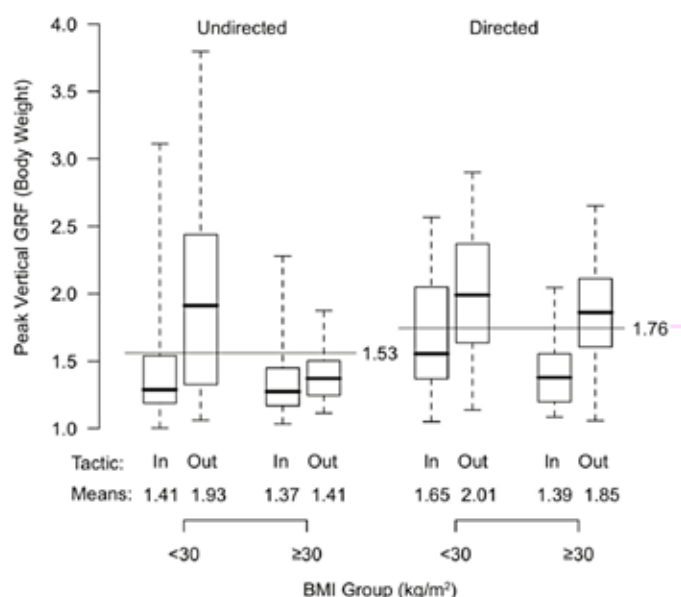 Undirected Directed
Peak Vertical GRF (Body Weight)
4.0
3.5
3.0
2.5
2.0
1.5
1.0
1.53
1.76
Tactic: In Out In Out In Out In Out
Means: 1.41 1.93 1.37 1.41 1.65 2.01 1.39 1.85
<30 ≥30 <30 ≥30
BMI Group (kg/m²)